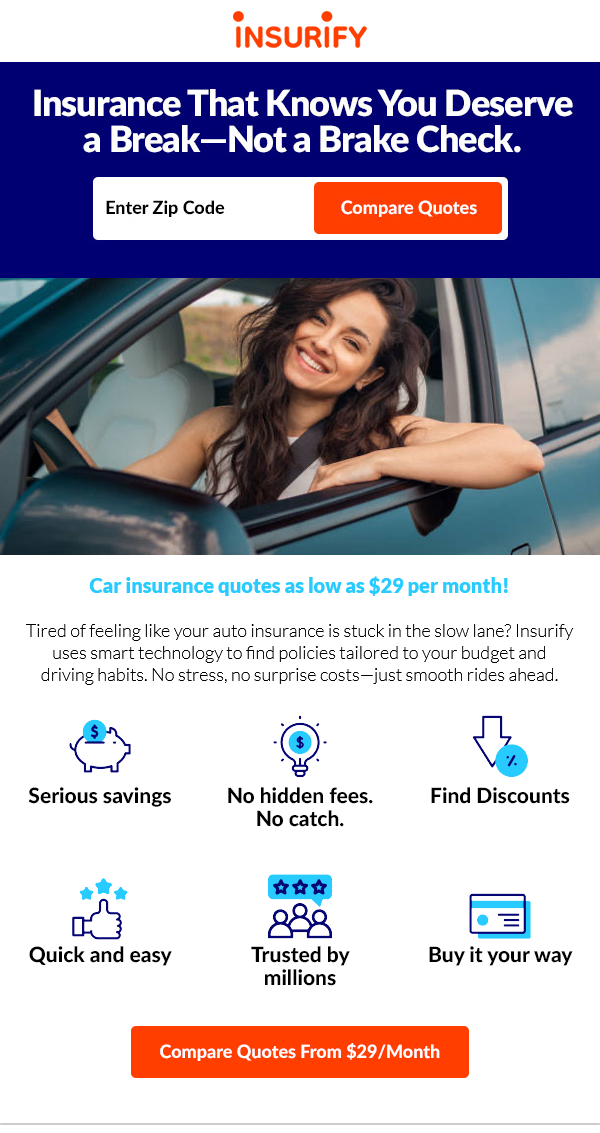 INSURIFY
Insurance That Knows You Deserve
a Break—Not a Brake Check.
Enter Zip Code
Compare Quotes
Car insurance quotes as low as $29 per month!
Tired of feeling like your auto insurance is stuck in the slow lane? Insurify
uses smart technology to find policies tailored to your budget and
driving habits. No stress, no surprise costs—just smooth rides ahead.
$
$
%
Serious savings
No hidden fees.
No catch.
Find Discounts
Quick and easy
Trusted by
millions
Buy it your way
Compare Quotes From $29/Month